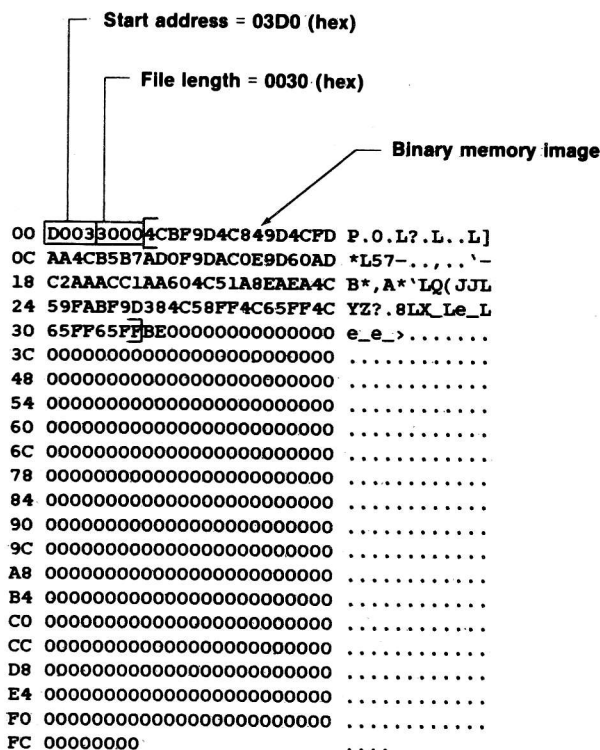 Start address = 03D0 (hex)
File length = 0030 (hex)
Binary memory image
00 D00330004CBF9D4C849D4CFD P.O.L?.L..L]
0C AA4CB5B7AD0F9DAC0E9D60AD *L57-..,..`-
18 C2AAACC1AA604C51A8EAEA4C B*,A*`LQ(JJL
24 59FABF9D384C58FF4C65FF4C YZ?.8LX_Le_L
30 65FF65FFBE00000000000000 e_e_>.......
3C 000000000000000000000000 ............
48 000000000000000000000000 ............
54 000000000000000000000000 ............
60 000000000000000000000000 ............
6C 000000000000000000000000 ............
78 000000000000000000000000 ............
84 000000000000000000000000 ............
90 000000000000000000000000 ............
9C 000000000000000000000000 ............
A8 000000000000000000000000 ............
B4 000000000000000000000000 ............
C0 000000000000000000000000 ............
CC 000000000000000000000000 ............
D8 000000000000000000000000 ............
E4 000000000000000000000000 ............
F0 000000000000000000000000 ............
FC 00000000 ....